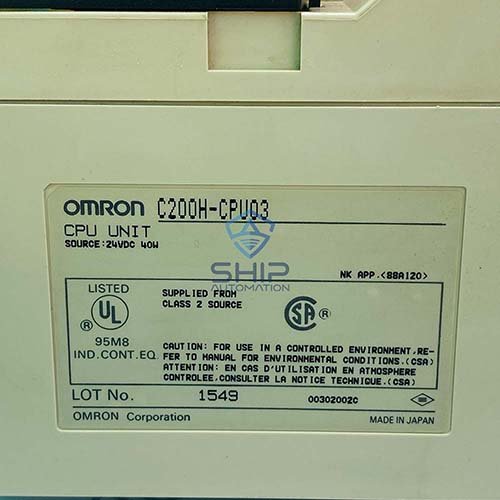 OMRON C200H-CPU03
CPU UNIT
SOURCE:24VDC 40W
SHIP
AUTOMATION
NK APP.<88A120>
LISTED
UL
®
95M8
IND.CONT.EQ.
SUPPLIED FROM
CLASS 2 SOURCE
SA ®
CAUTION: FOR USE IN A CONTROLLED ENVIRONMENT,RE-
FER TO MANUAL FOR ENVIRONMENTAL CONDITIONS.(CSA)
ATTENTION: EN CAS D'UTILISATION EN ATMOSPHERE
CONTROLEE,CONSULTER LA NOTICE TECHNIQUE.(CSA)
LOT No. 1549 00302002C
OMRON Corporation MADE IN JAPAN